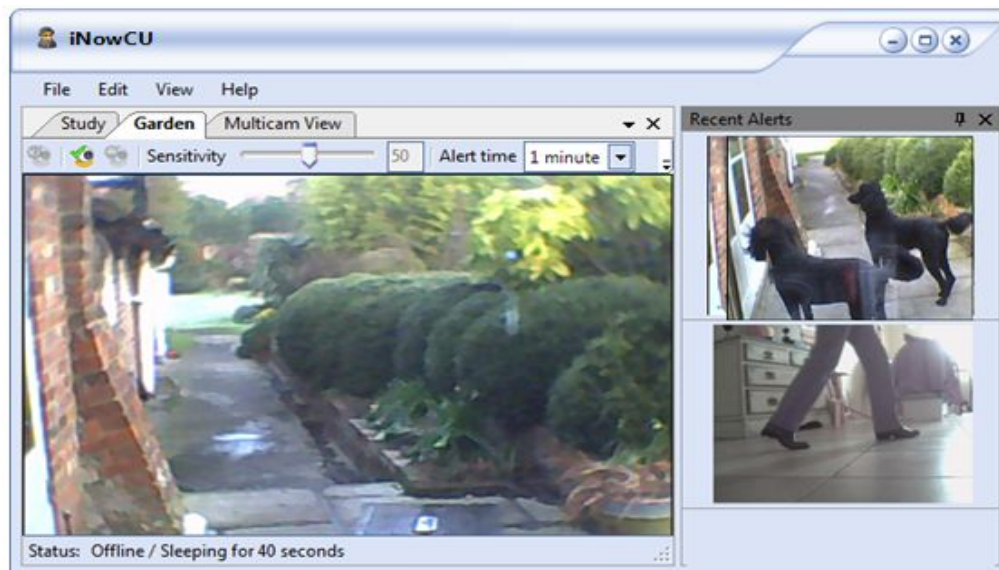 iNowCU
File Edit View Help
Study Garden Multicam View
Recent Alerts
Sensitivity 50 Alert time 1 minute
Status: Offline / Sleeping for 40 seconds